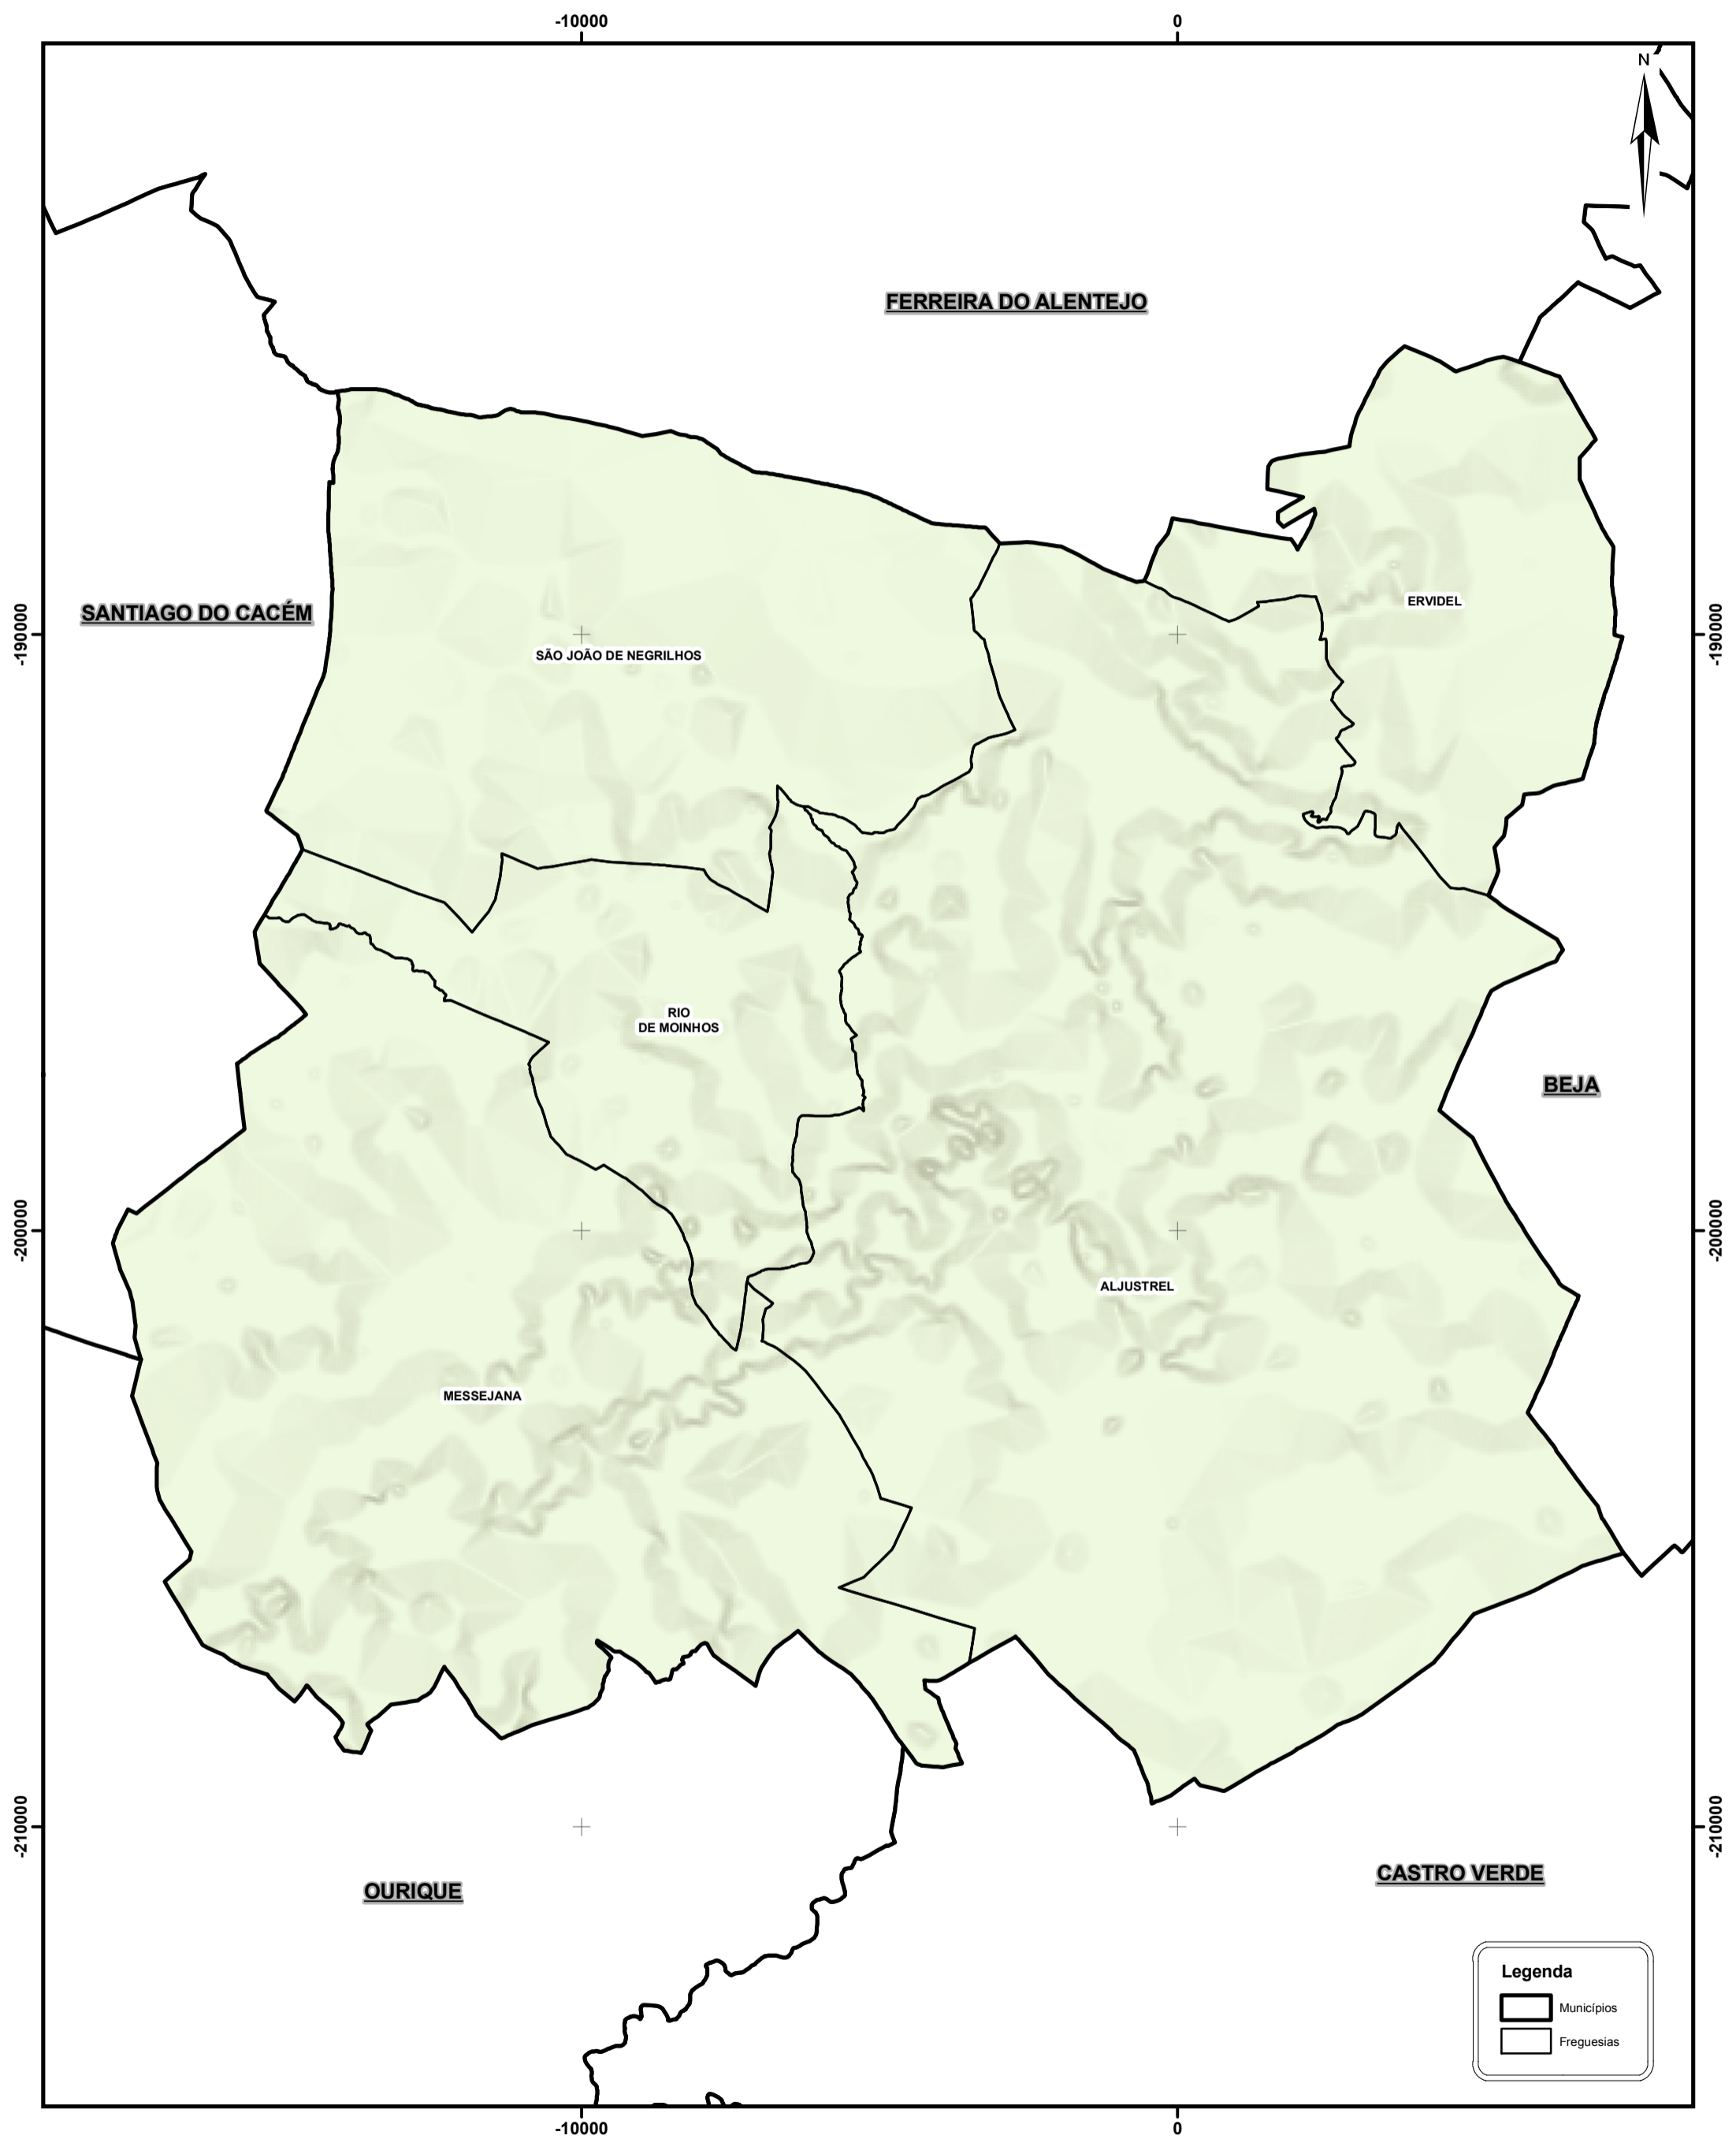 -10000
0
N
FERREIRA DO ALENTEJO
SANTIAGO DO CACÉM
ERVIDEL
-190000
-190000
SÃO JOÃO DE NEGRILHOS
RIO
DE MOINHOS
BEJA
-200000
-200000
ALJUSTREL
MESSEJANA
-210000
-210000
OURIQUE
CASTRO VERDE
Legenda
Municípios
Freguesias
-10000
0